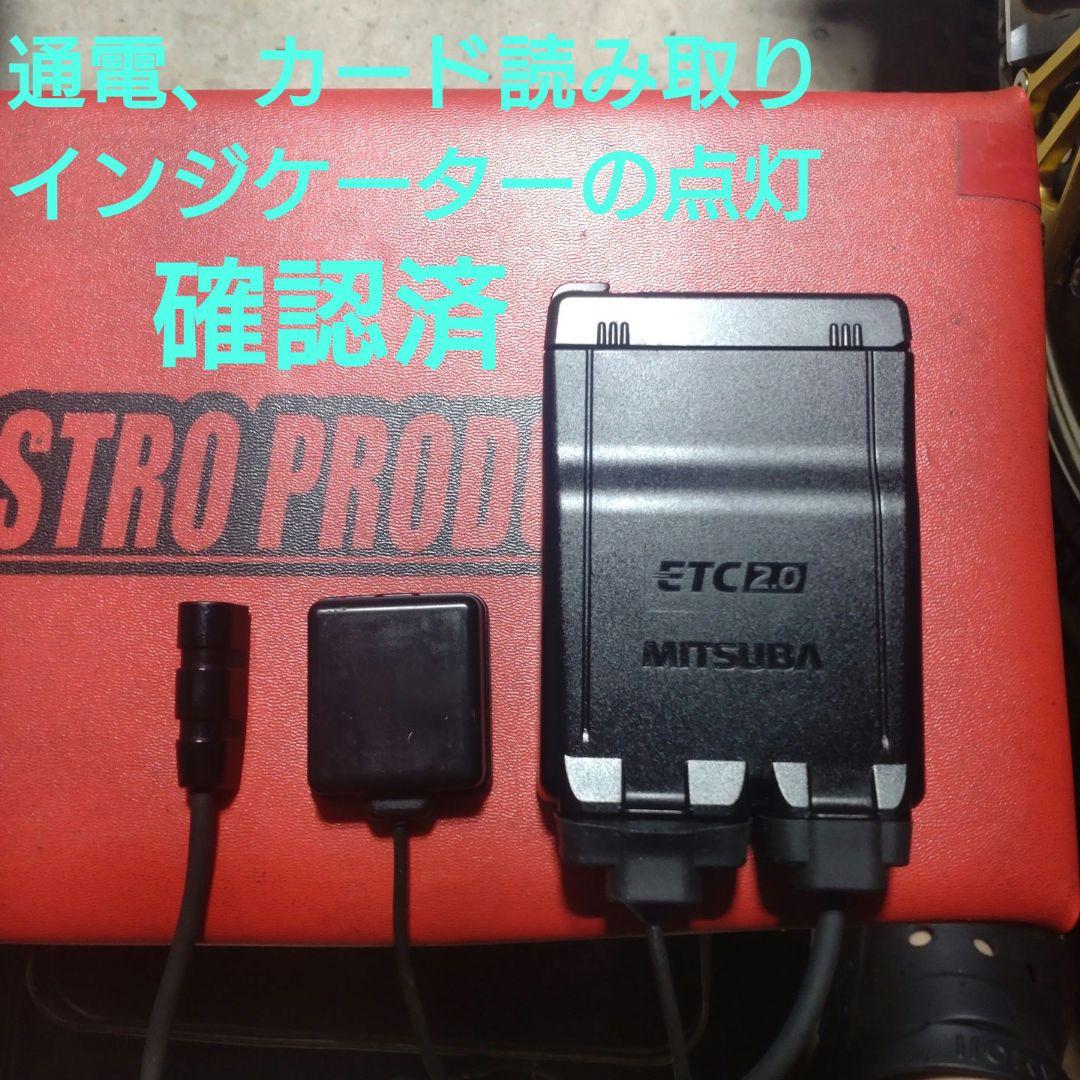 通電、カード読み取り
インジケーターの点灯
確認済
STRO PRODU
ETC2.0
MITSUBA